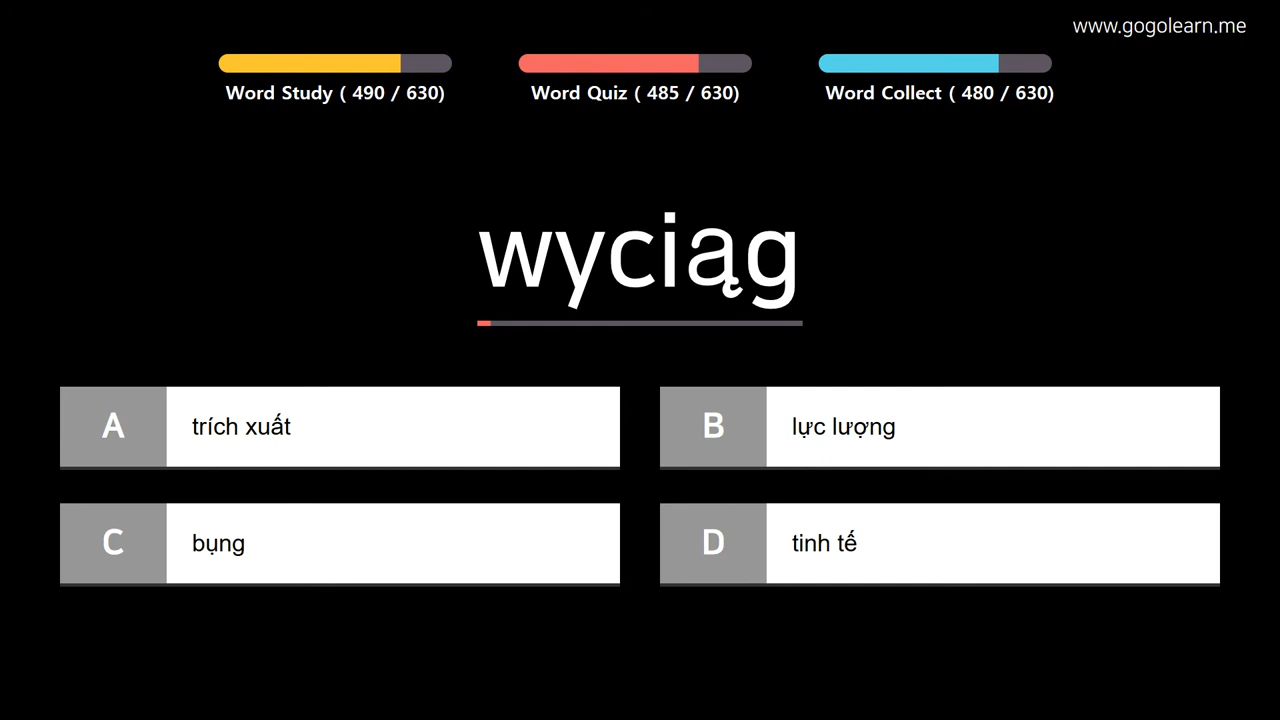 www.gogolearn.me
Word Study ( 490 / 630)
Word Quiz ( 485 / 630)
Word Collect ( 480 / 630)
wyciąg
A trích xuất
B lực lượng
C bụng
D tinh tế